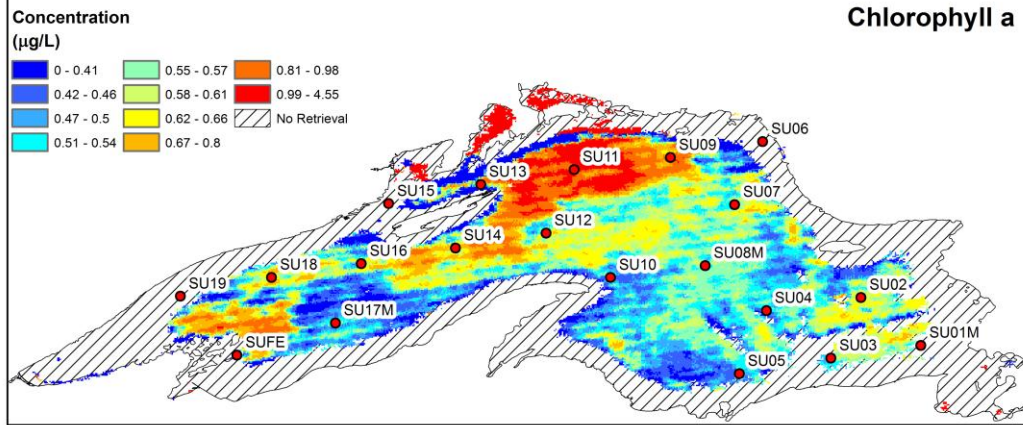 Concentration
(µg/L)
Chlorophyll a
0 - 0.41
0.42 - 0.46
0.47 - 0.5
0.51 - 0.54
0.55 - 0.57
0.58 - 0.61
0.62 - 0.66
0.67 - 0.8
0.81 - 0.98
0.99 - 4.55
No Retrieval
SU06
SU09
SU11
SU13
SU15
SU07
SU12
SU14
SU16
SU08M
SU10
SU18
SU19
SU02
SU04
SU17M
SU01M
SUFE
SU03
SU05